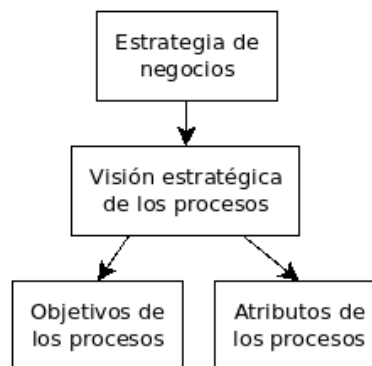 Estrategia de
negocios
Visión estratégica
de los procesos
Objetivos de
los procesos
Atributos de
los procesos